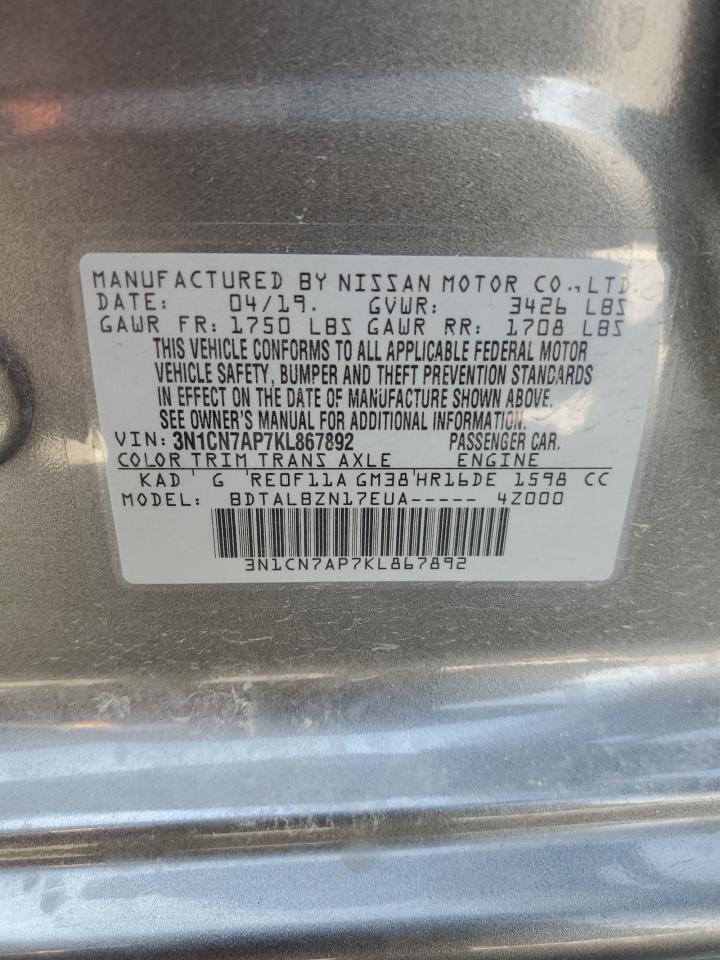 MANUFACTURED BY NISSAN MOTOR CO.,LTD.
DATE: 04/19. GVWR: 3426 LBS
GAWR FR: 1750 LBS GAWR RR: 1708 LBS
THIS VEHICLE CONFORMS TO ALL APPLICABLE FEDERAL MOTOR
VEHICLE SAFETY, BUMPER AND THEFT PREVENTION STANDARDS
IN EFFECT ON THE DATE OF MANUFACTURE SHOWN ABOVE.
SEE OWNER'S MANUAL FOR ADDITIONAL INFORMATION.
VIN: 3N1CN7AP7KL867892 PASSENGER CAR.
COLOR TRIM TRANS AXLE ENGINE
KAD ' G 'RE0F11A GM38'HR16DE 1598 CC
MODEL: BDTALBZN17EUA----- 4Z000
3N1CN7AP7KL867892